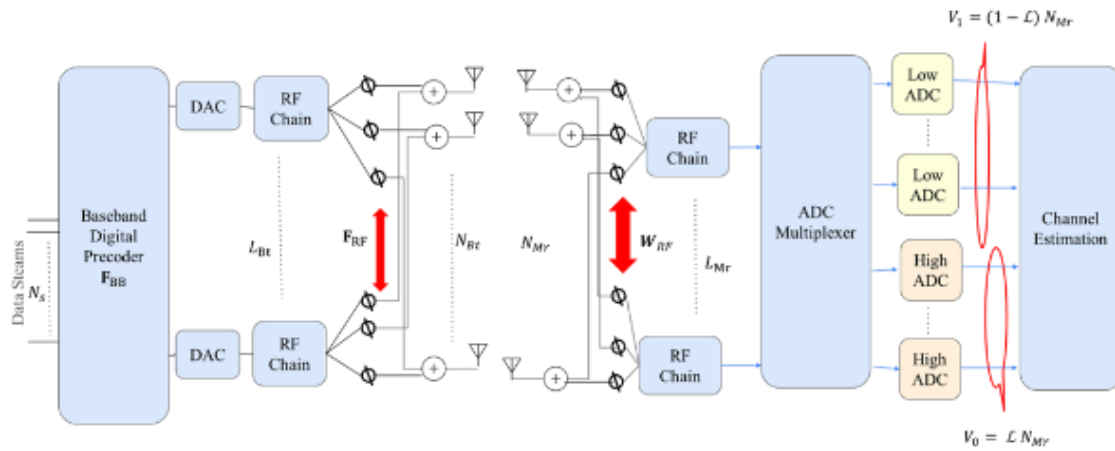 V₁ = (1 − ℒ) N_Mr
Data Steams
N_s
Baseband
Digital
Precoder
F_BB
DAC
RF
Chain
L_Bt
DAC
RF
Chain
F_RF
N_Bt
N_Mr
W_RF
RF
Chain
L_Mr
RF
Chain
ADC
Multiplexer
Low
ADC
Low
ADC
High
ADC
High
ADC
Channel
Estimation
V₀ = ℒ N_Mr